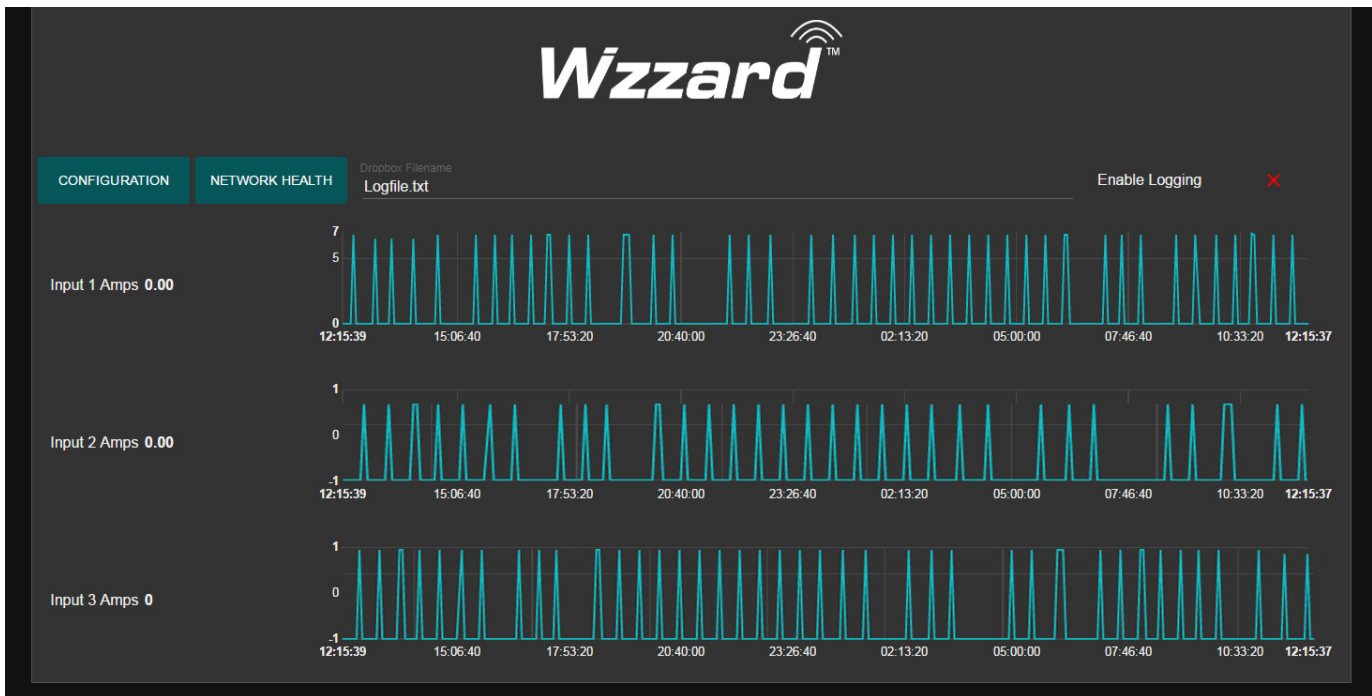 Wzzard™
CONFIGURATION
NETWORK HEALTH
Dropbox Filename
Logfile.txt
Enable Logging
Input 1 Amps 0.00
7
5
0
12:15:39 15:06:40 17:53:20 20:40:00 23:26:40 02:13:20 05:00:00 07:46:40 10:33:20 12:15:37
Input 2 Amps 0.00
1
0
-1
12:15:39 15:06:40 17:53:20 20:40:00 23:26:40 02:13:20 05:00:00 07:46:40 10:33:20 12:15:37
Input 3 Amps 0
1
0
-1
12:15:39 15:06:40 17:53:20 20:40:00 23:26:40 02:13:20 05:00:00 07:46:40 10:33:20 12:15:37